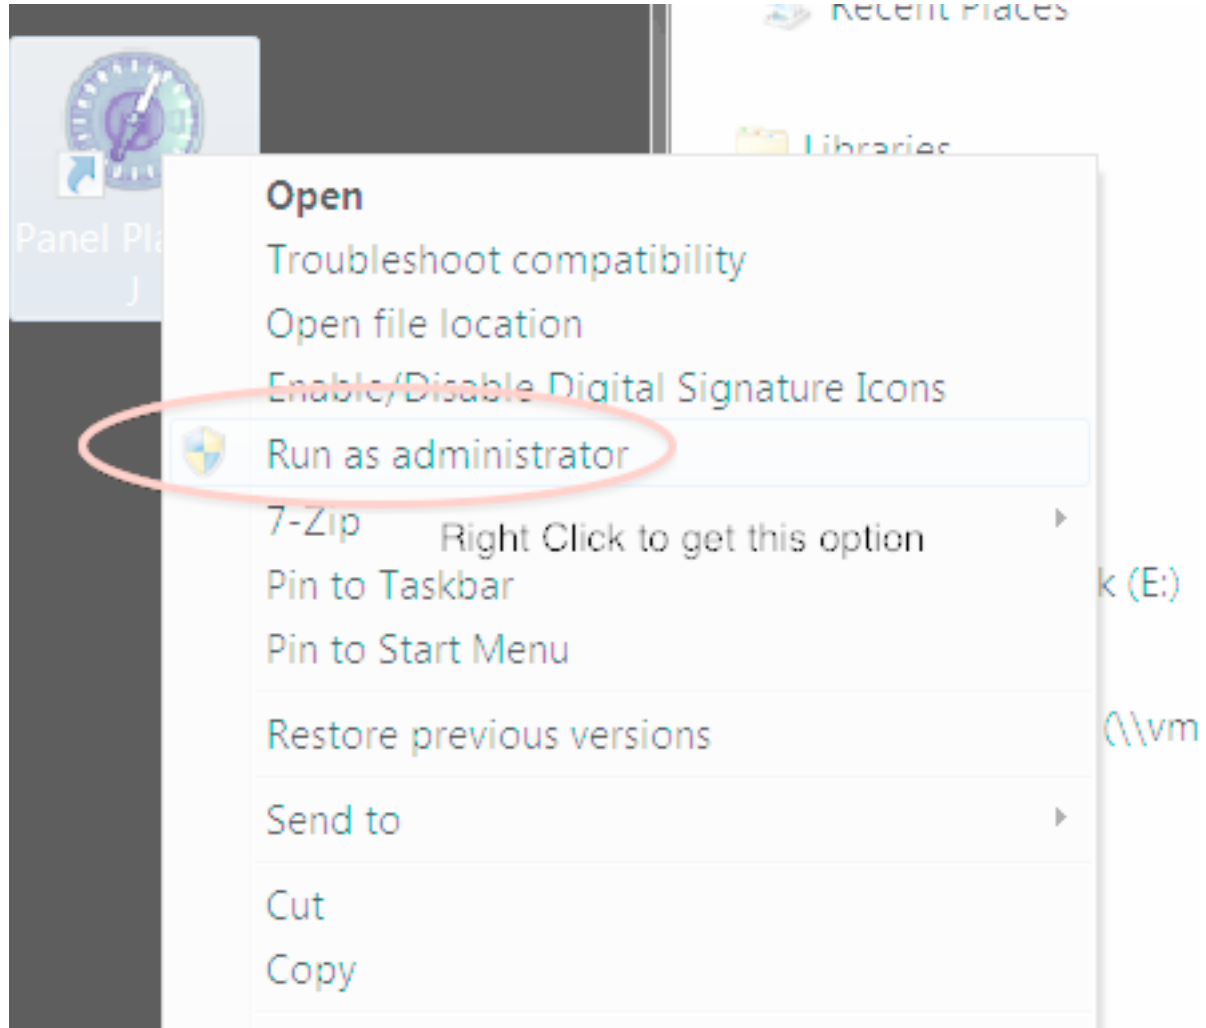 Recent Places
Libraries
Panel Pla
J
Open
Troubleshoot compatibility
Open file location
Enable/Disable Digital Signature Icons
Run as administrator
7-Zip
Right Click to get this option
Pin to Taskbar
k (E:)
Pin to Start Menu
Restore previous versions
(\\vm
Send to
Cut
Copy